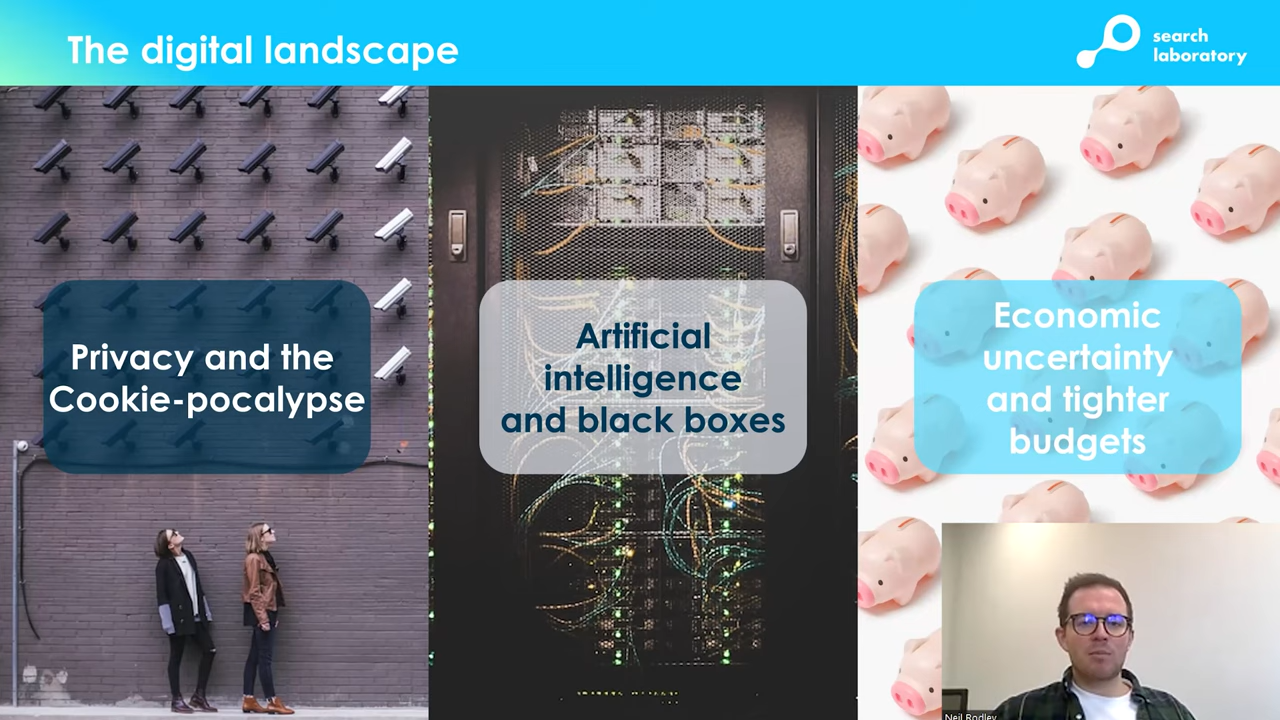 The digital landscape
search
laboratory
Privacy and the
Cookie-pocalypse
Artificial
intelligence
and black boxes
Economic
uncertainty
and tighter
budgets
Neil Rodley